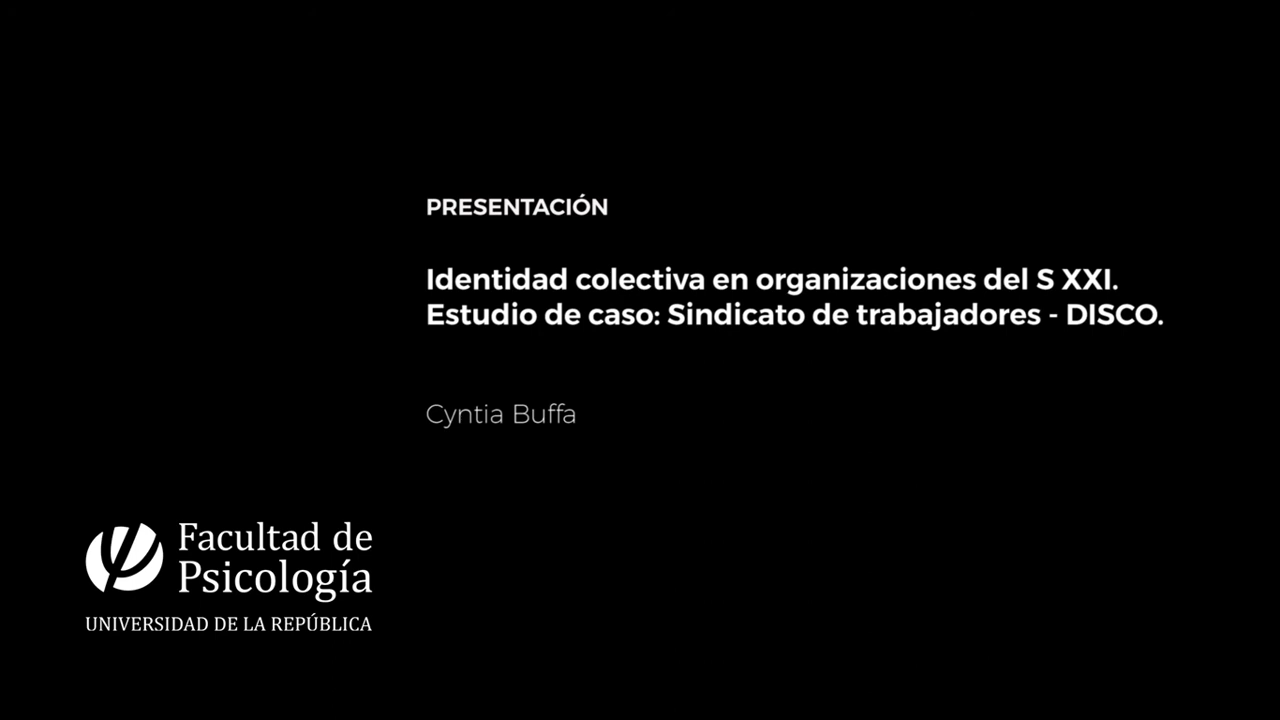 PRESENTACIÓN
Identidad colectiva en organizaciones del S XXI.
Estudio de caso: Sindicato de trabajadores - DISCO.
Cyntia Buffa
Facultad de
Psicología
UNIVERSIDAD DE LA REPÚBLICA